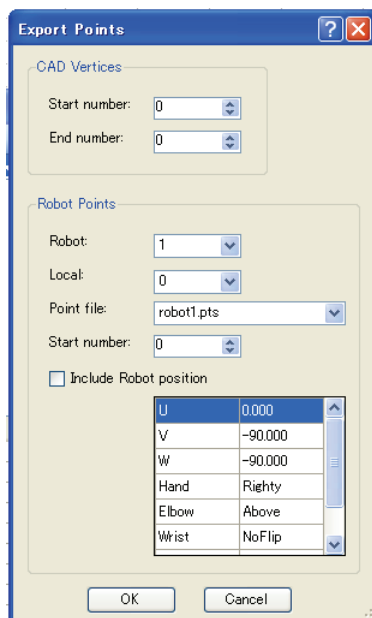 Export Points
CAD Vertices
Start number: 0
End number: 0
Robot Points
Robot: 1
Local: 0
Point file: robot1.pts
Start number: 0
Include Robot position
U 0.000
V -90.000
W -90.000
Hand Righty
Elbow Above
Wrist NoFlip
OK Cancel